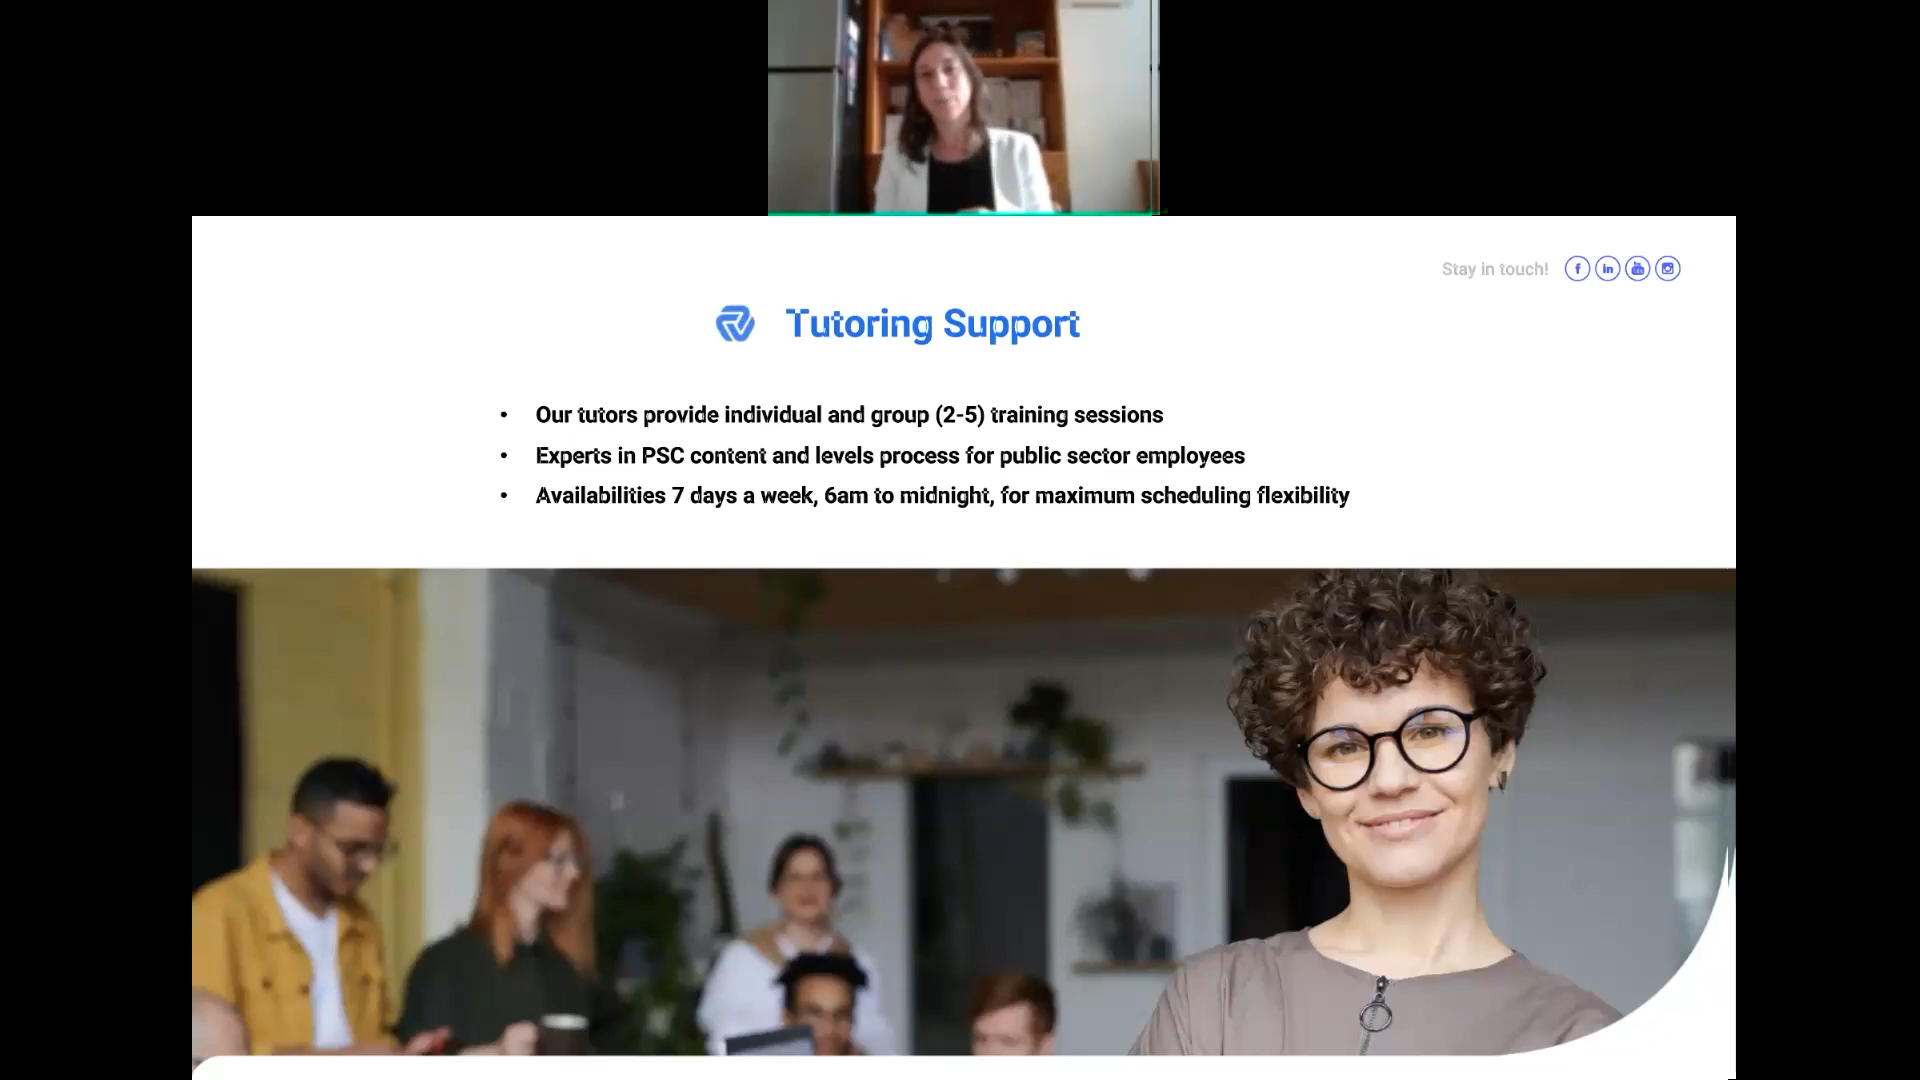 Stay in touch!
Tutoring Support
• Our tutors provide individual and group (2-5) training sessions
• Experts in PSC content and levels process for public sector employees
• Availabilities 7 days a week, 6am to midnight, for maximum scheduling flexibility